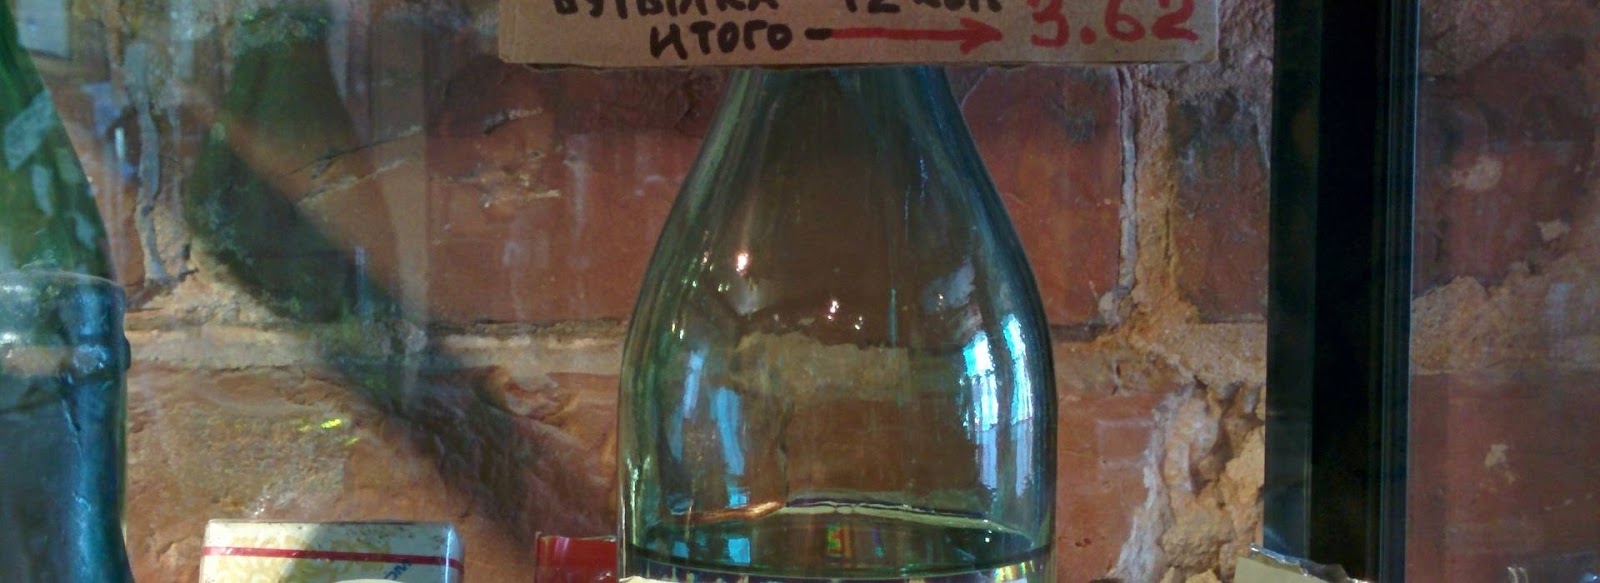 БУТЫЛКА 12 коп
ИТОГО → 3.62